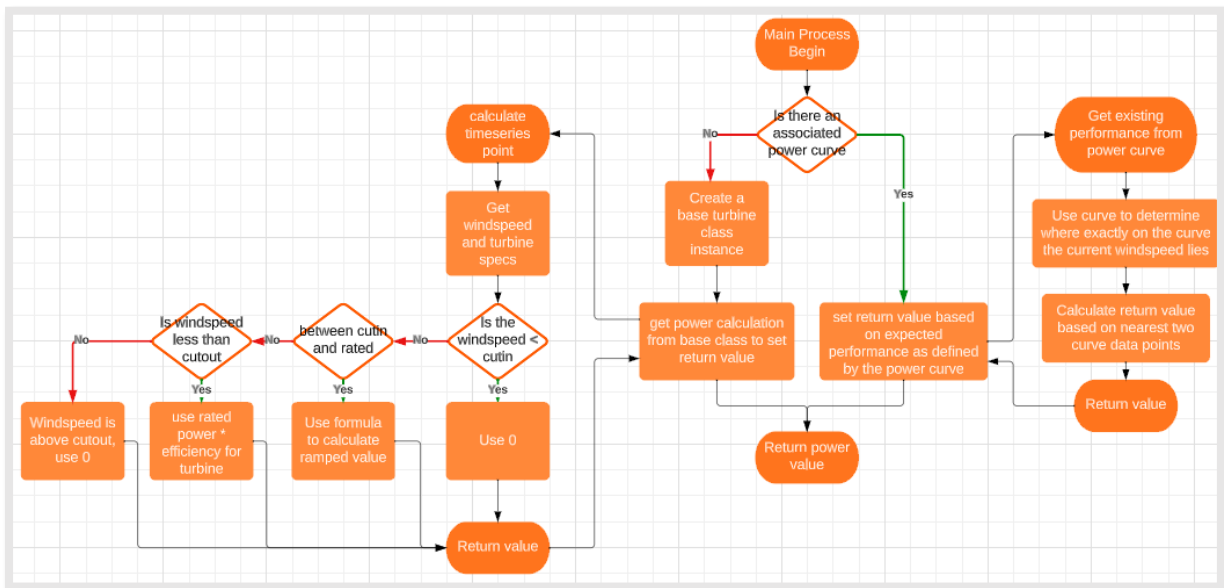 Main Process
Begin
Is there an
associated
power curve
No
Yes
Create a
base turbine
class
instance
get power calculation
from base class to set
return value
set return value based
on expected
performance as defined
by the power curve
Return power
value
calculate
timeseries
point
Get
windspeed
and turbine
specs
Is the
windspeed <
cutin
No
Yes
between cutin
and rated
No
Yes
Is windspeed
less than
cutout
No
Yes
Windspeed is
above cutout,
use 0
use rated
power *
efficiency for
turbine
Use formula
to calculate
ramped value
Use 0
Return value
Get existing
performance from
power curve
Use curve to determine
where exactly on the curve
the current windspeed lies
Calculate return value
based on nearest two
curve data points
Return value